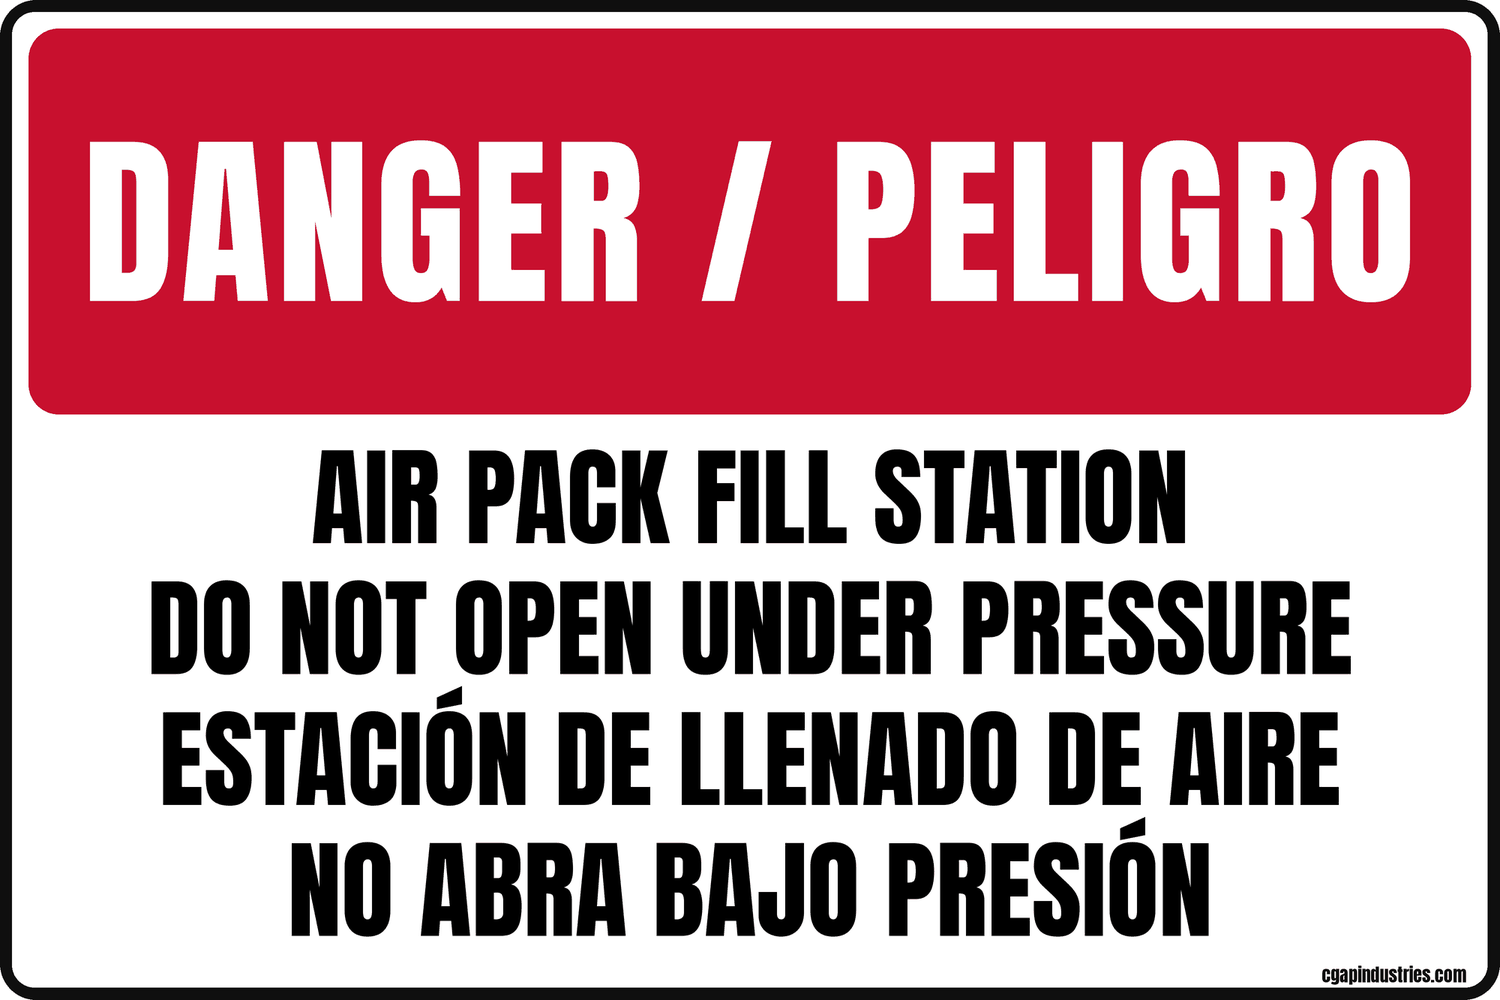 DANGER / PELIGRO
AIR PACK FILL STATION
DO NOT OPEN UNDER PRESSURE
ESTACIÓN DE LLENADO DE AIRE
NO ABRA BAJO PRESIÓN
cgapindustries.com